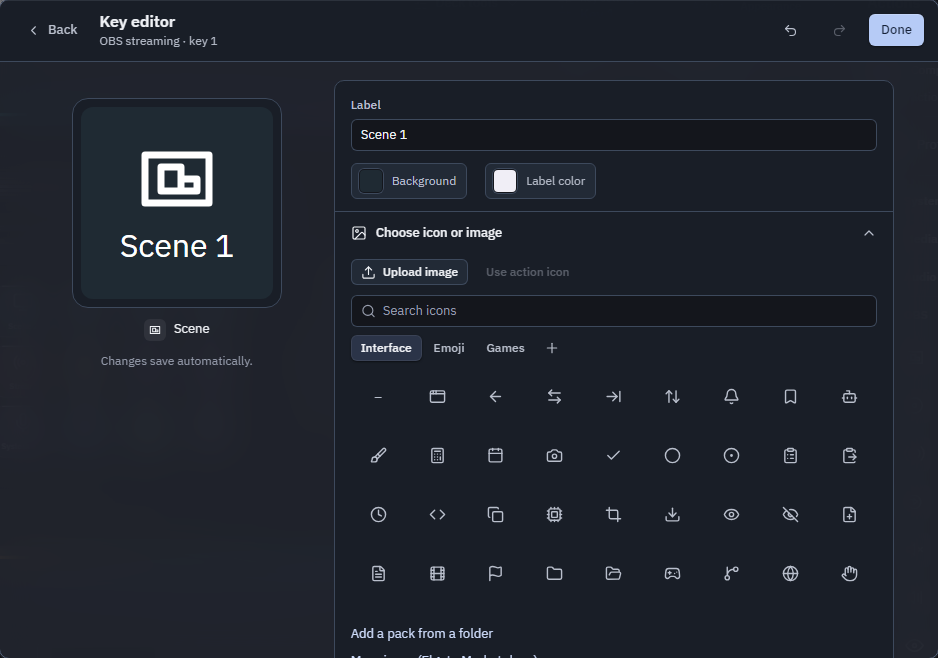 Back
Key editor
OBS streaming · key 1
Done
Scene 1
Scene
Changes save automatically.
Label
Scene 1
Background
Label color
Choose icon or image
Upload image
Use action icon
Search icons
Interface
Emoji
Games
Add a pack from a folder